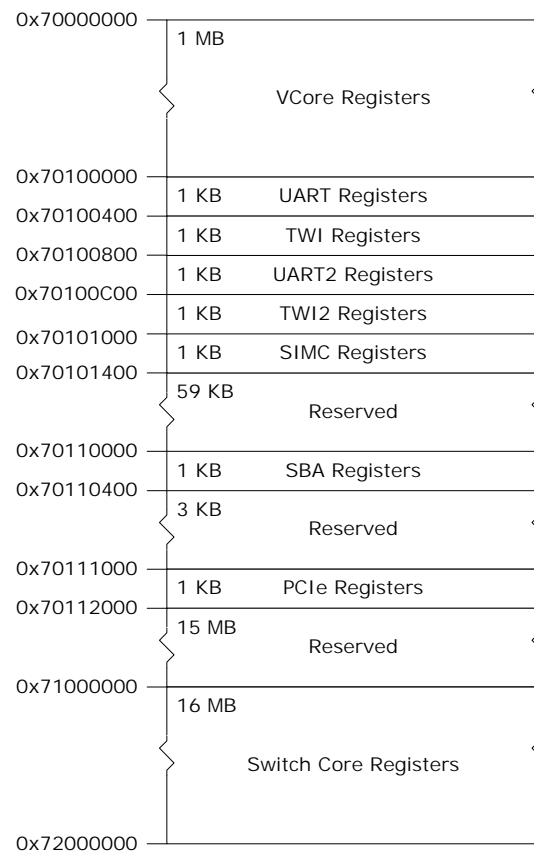 0x70000000
1 MB
VCore Registers
0x70100000
1 KB UART Registers
0x70100400
1 KB TWI Registers
0x70100800
1 KB UART2 Registers
0x70100C00
1 KB TWI2 Registers
0x70101000
1 KB SIMC Registers
0x70101400
59 KB
Reserved
0x70110000
1 KB SBA Registers
0x70110400
3 KB
Reserved
0x70111000
1 KB PCIe Registers
0x70112000
15 MB
Reserved
0x71000000
16 MB
Switch Core Registers
0x72000000